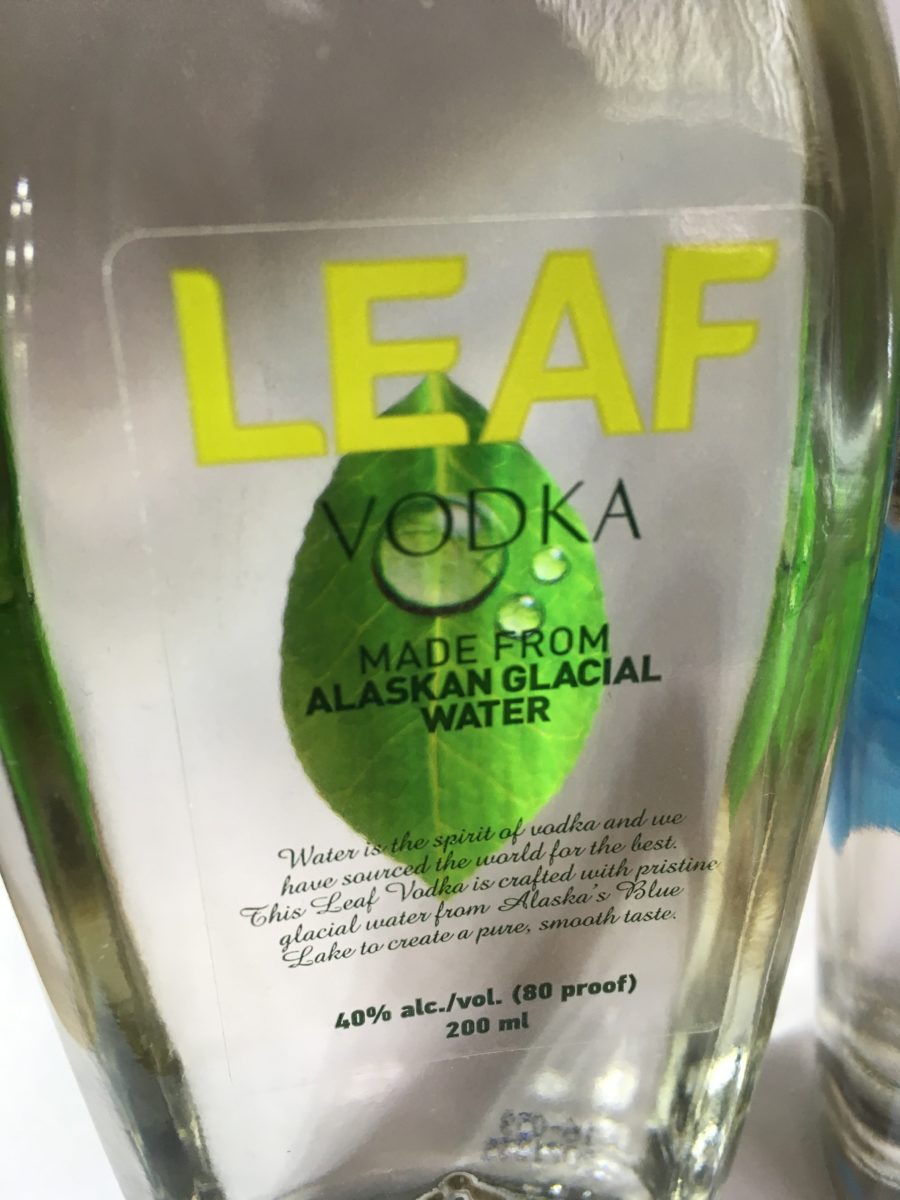 LEAF
VODKA
MADE FROM
ALASKAN GLACIAL
WATER
Water is the spirit of vodka and we
have sourced the world for the best.
This Leaf Vodka is crafted with pristine
glacial water from Alaska's Blue
Lake to create a pure, smooth taste.
40% alc./vol. (80 proof)
200 ml